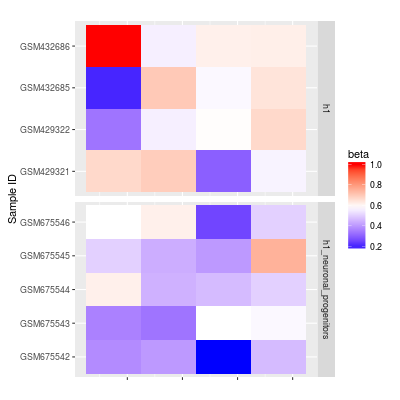 GSM432686
GSM432685
GSM429322
GSM429321
h1
GSM675546
GSM675545
GSM675544
GSM675543
GSM675542
h1_neuronal_progenitors
Sample ID
beta
1.0
0.8
0.6
0.4
0.2